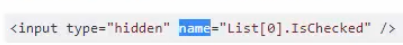 <input type="hidden" name="List[0].IsChecked" />